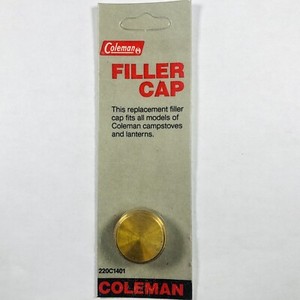 Coleman
FILLER
CAP
This replacement filler
cap fits all models of
Coleman campstoves
and lanterns.
220C1401
COLEMAN